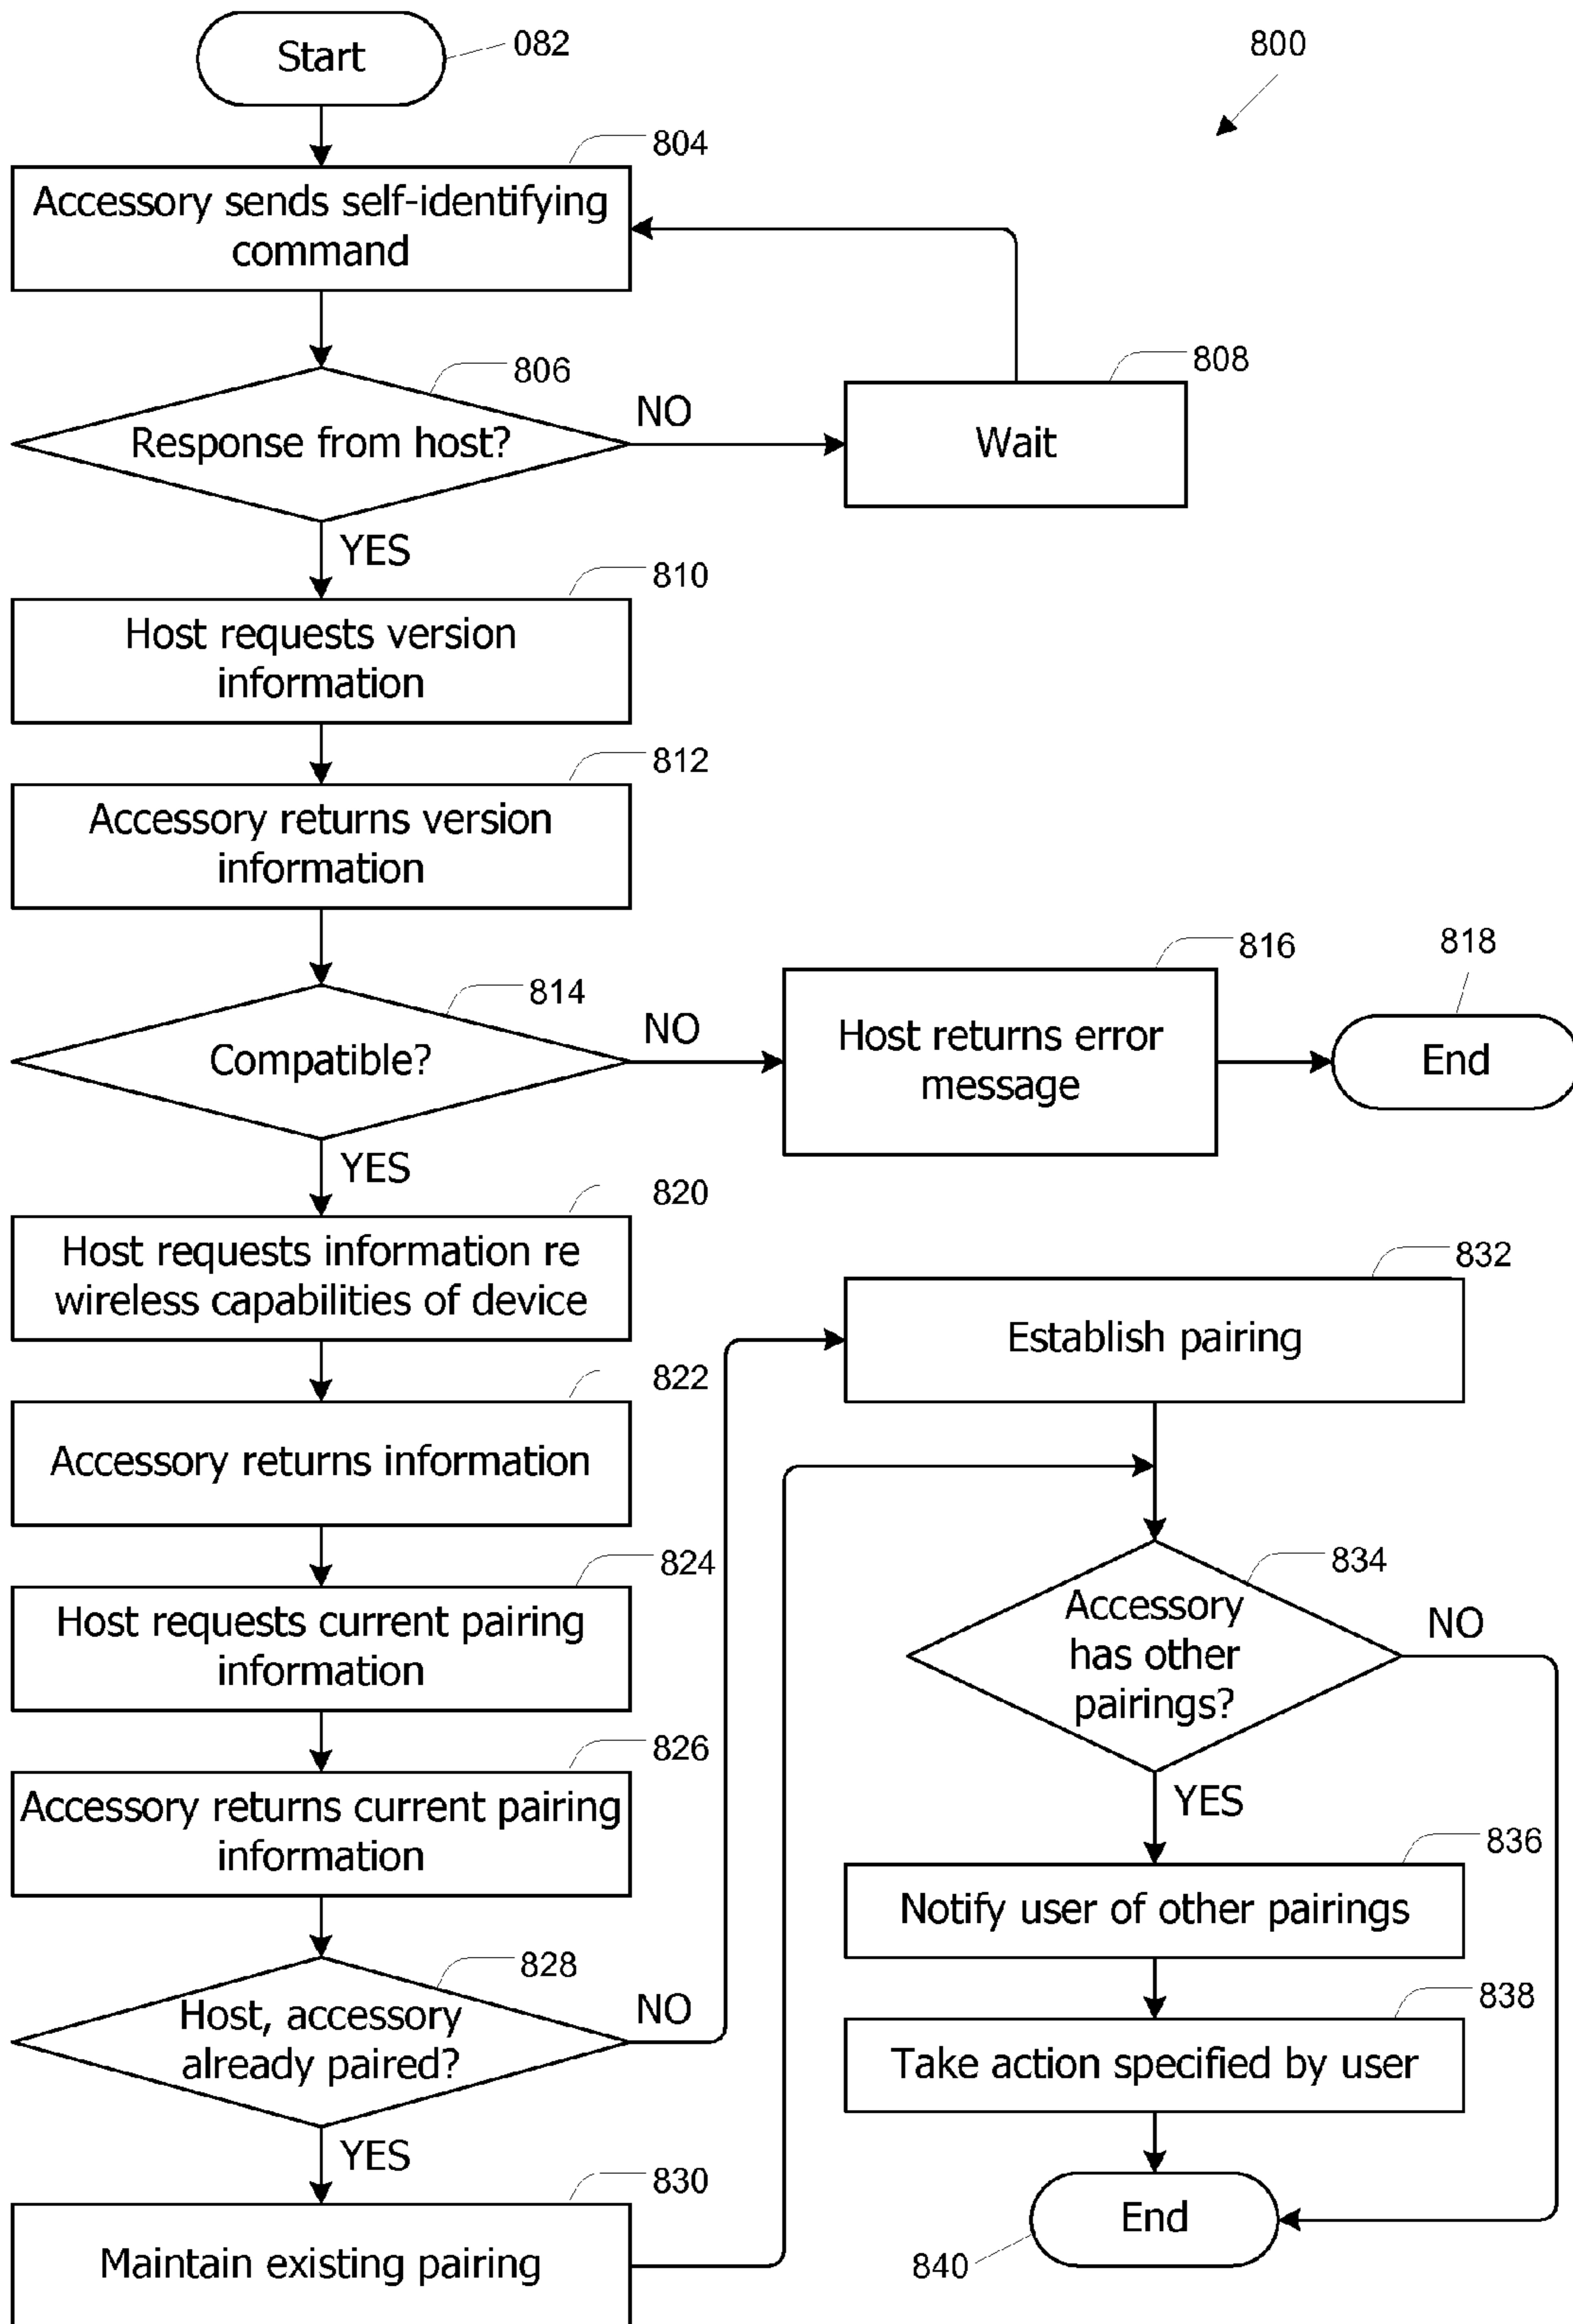 Start
082
800
804
Accessory sends self-identifying
command
806
Response from host?
NO
808
Wait
YES
810
Host requests version
information
812
Accessory returns version
information
814
Compatible?
NO
816
Host returns error
message
818
End
YES
820
Host requests information re
wireless capabilities of device
822
Accessory returns information
824
Host requests current pairing
information
826
Accessory returns current pairing
information
828
Host, accessory
already paired?
NO
YES
830
Maintain existing pairing
832
Establish pairing
834
Accessory
has other
pairings?
NO
YES
836
Notify user of other pairings
838
Take action specified by user
End
840